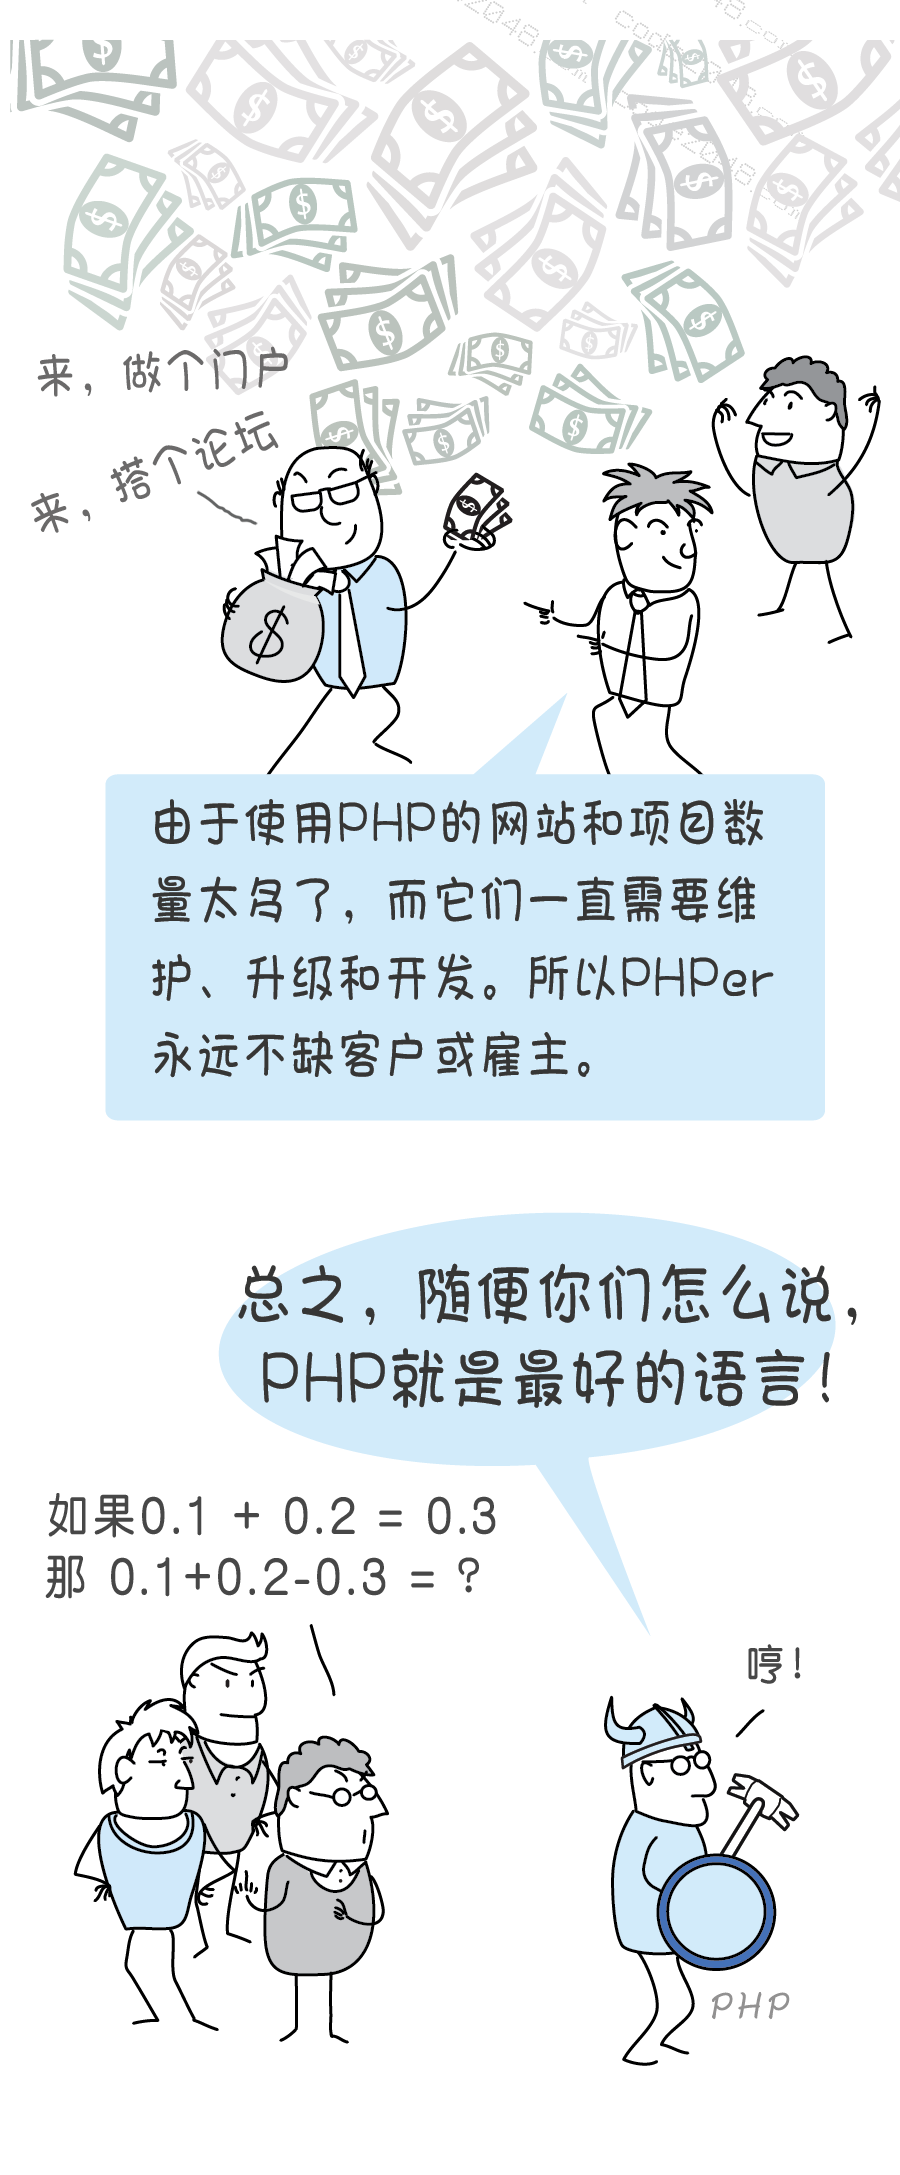 codesz048.com
来，做个门户
来，搭个论坛
由于使用PHP的网站和项目数
量太多了，而它们一直需要维
护、升级和开发。所以PHPer
永远不缺客户或雇主。
总之，随便你们怎么说，
PHP就是最好的语言！
如果0.1 + 0.2 = 0.3
那 0.1+0.2-0.3 = ？
哼！
PHP